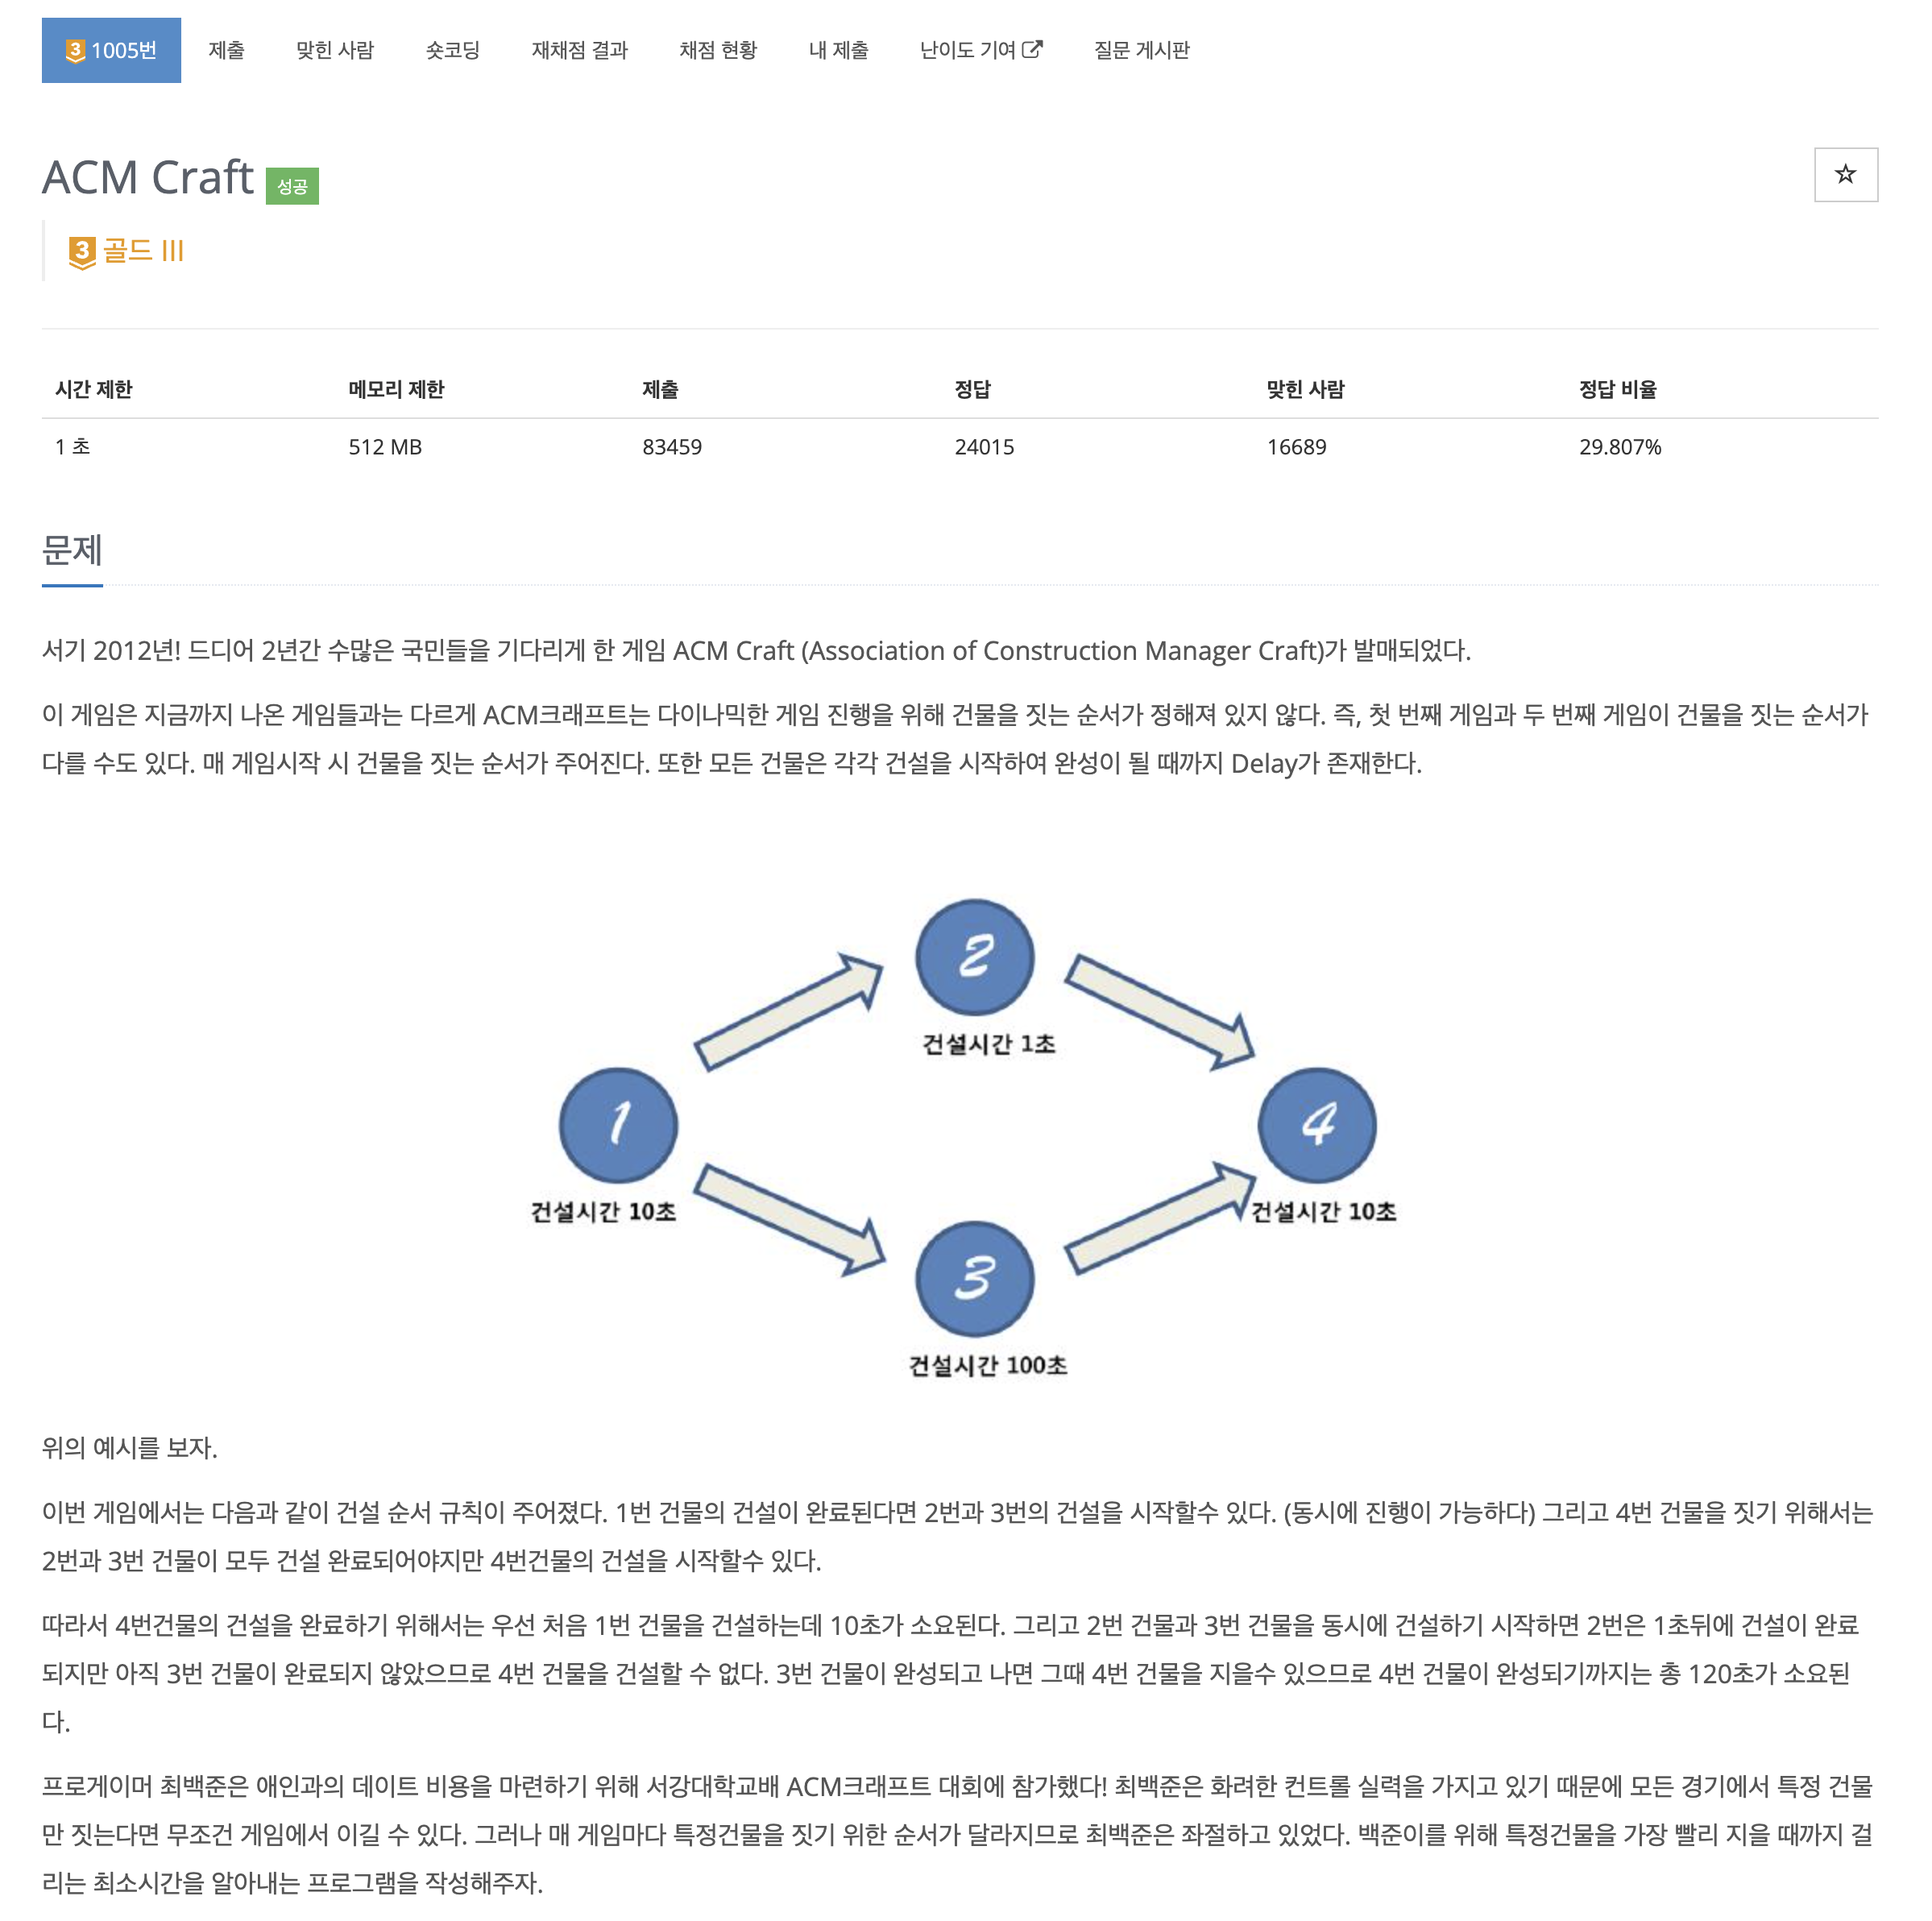 3 1005번 제출 맞힌 사람 숏코딩 재채점 결과 채점 현황 내 제출 난이도 기여 질문 게시판
ACM Craft 성공
3 골드 III
시간 제한 메모리 제한 제출 정답 맞힌 사람 정답 비율
1 초 512 MB 83459 24015 16689 29.807%
문제
서기 2012년! 드디어 2년간 수많은 국민들을 기다리게 한 게임 ACM Craft (Association of Construction Manager Craft)가 발매되었다.
이 게임은 지금까지 나온 게임들과는 다르게 ACM크래프트는 다이나믹한 게임 진행을 위해 건물을 짓는 순서가 정해져 있지 않다. 즉, 첫 번째 게임과 두 번째 게임이 건물을 짓는 순서가
다를 수도 있다. 매 게임시작 시 건물을 짓는 순서가 주어진다. 또한 모든 건물은 각각 건설을 시작하여 완성이 될 때까지 Delay가 존재한다.
2
건설시간 1초
1
건설시간 10초
4
건설시간 10초
3
건설시간 100초
위의 예시를 보자.
이번 게임에서는 다음과 같이 건설 순서 규칙이 주어졌다. 1번 건물의 건설이 완료된다면 2번과 3번의 건설을 시작할수 있다. (동시에 진행이 가능하다) 그리고 4번 건물을 짓기 위해서는
2번과 3번 건물이 모두 건설 완료되어야지만 4번건물의 건설을 시작할수 있다.
따라서 4번건물의 건설을 완료하기 위해서는 우선 처음 1번 건물을 건설하는데 10초가 소요된다. 그리고 2번 건물과 3번 건물을 동시에 건설하기 시작하면 2번은 1초뒤에 건설이 완료
되지만 아직 3번 건물이 완료되지 않았으므로 4번 건물을 건설할 수 없다. 3번 건물이 완성되고 나면 그때 4번 건물을 지을수 있으므로 4번 건물이 완성되기까지는 총 120초가 소요된
다.
프로게이머 최백준은 애인과의 데이트 비용을 마련하기 위해 서강대학교배 ACM크래프트 대회에 참가했다! 최백준은 화려한 컨트롤 실력을 가지고 있기 때문에 모든 경기에서 특정 건물
만 짓는다면 무조건 게임에서 이길 수 있다. 그러나 매 게임마다 특정건물을 짓기 위한 순서가 달라지므로 최백준은 좌절하고 있었다. 백준이를 위해 특정건물을 가장 빨리 지을 때까지 걸
리는 최소시간을 알아내는 프로그램을 작성해주자.